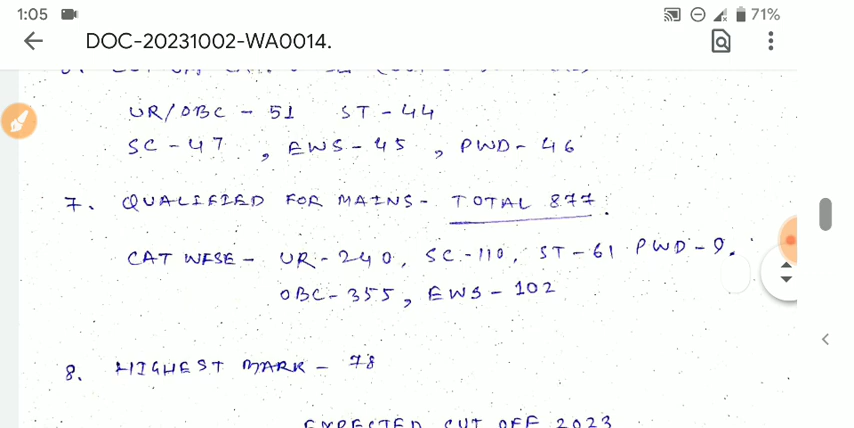 1:05 71%
DOC-20231002-WA0014.
UR/OBC - 51 ST - 44
SC - 47, EWS - 45, PWD - 46
7. QUALIFIED FOR MAINS - TOTAL 877.
CAT WISE - UR - 240, SC - 110, ST - 61 PWD - 9.
OBC - 355, EWS - 102
8. HIGHEST MARK - 78
EXPECTED CUT OFF 2023